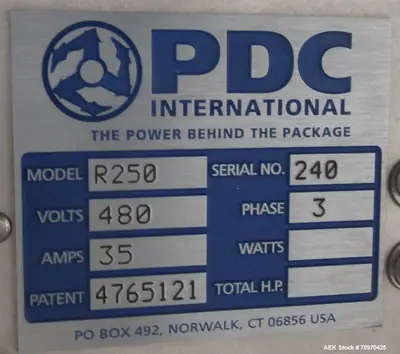 PDC
INTERNATIONAL
THE POWER BEHIND THE PACKAGE
MODEL R250 SERIAL NO. 240
VOLTS 480 PHASE 3
AMPS 35 WATTS
PATENT 4765121 TOTAL H.P.
PO BOX 492, NORWALK, CT 06856 USA
AEK Stock # 70970425